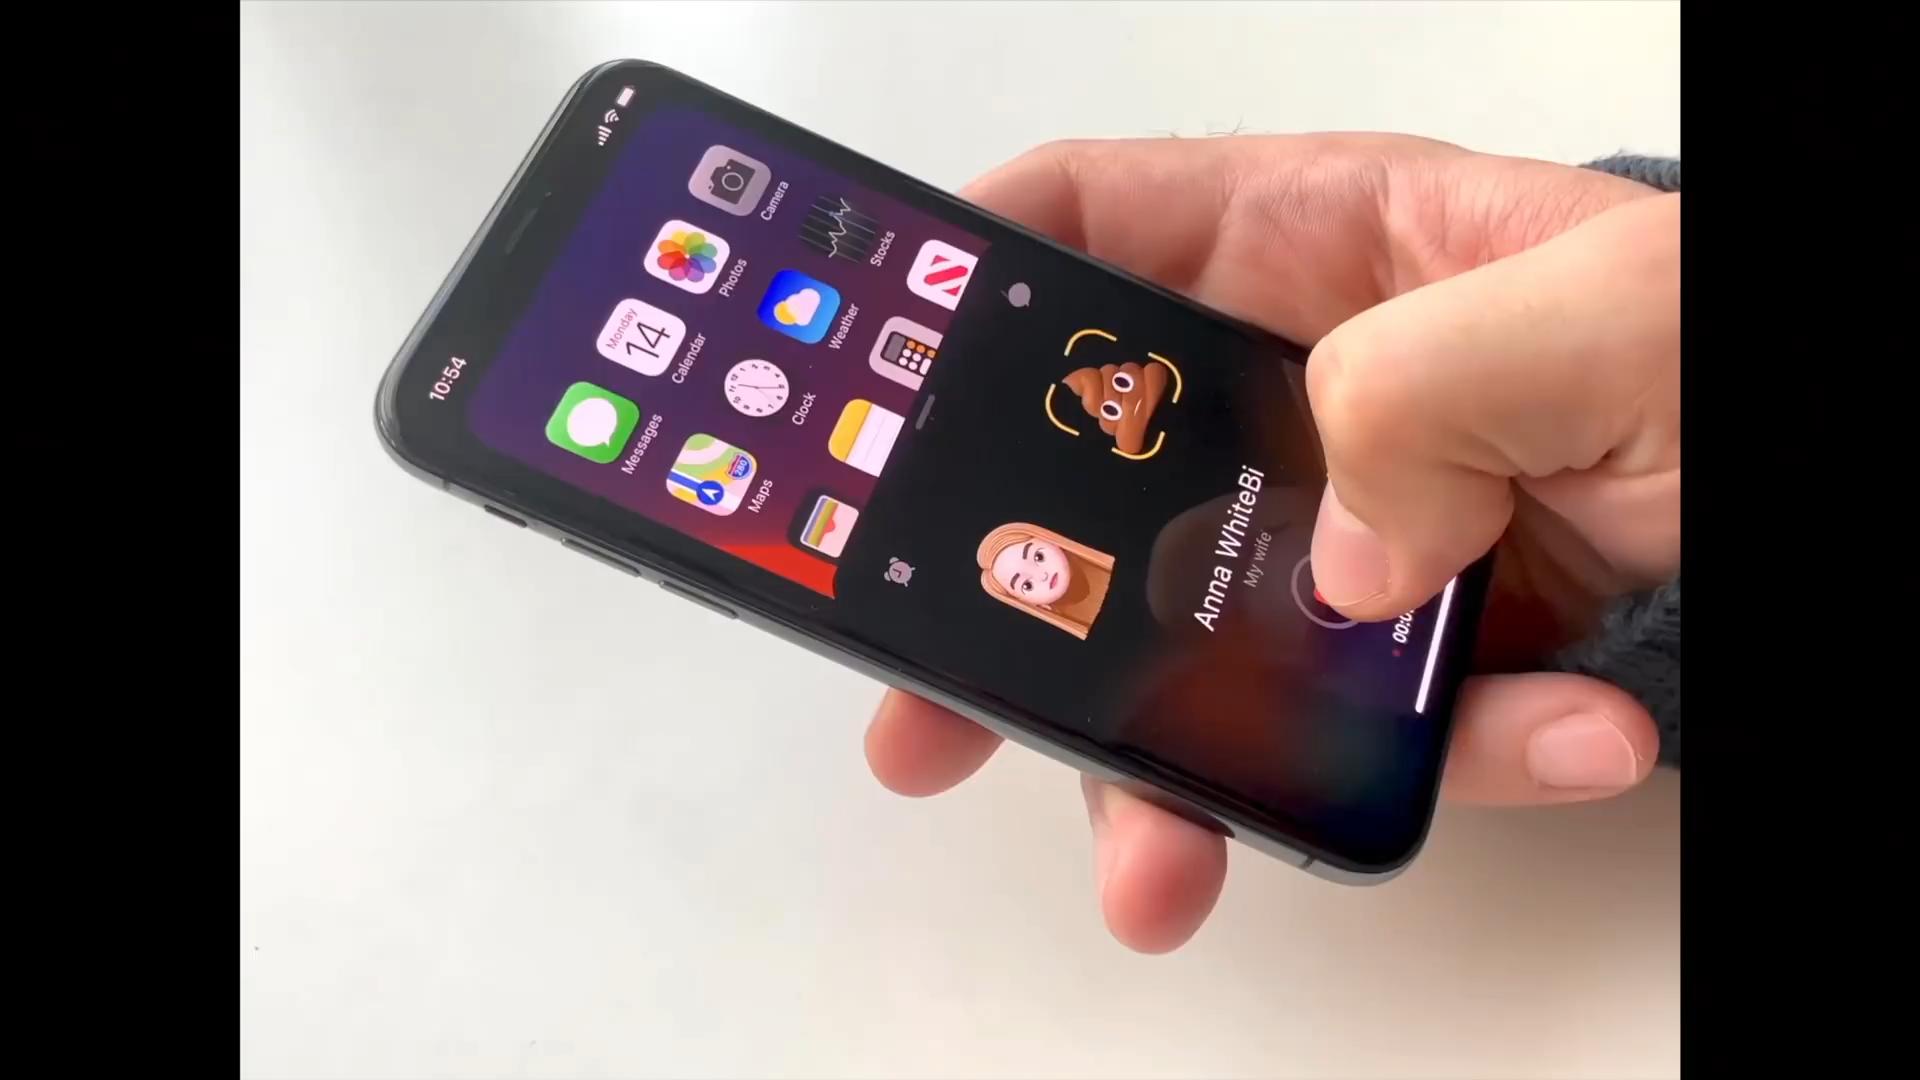 10:54
Messages
Calendar
Monday
14
Photos
Camera
Maps
280
Clock
Weather
Stocks
Anna WhiteBi
My wife